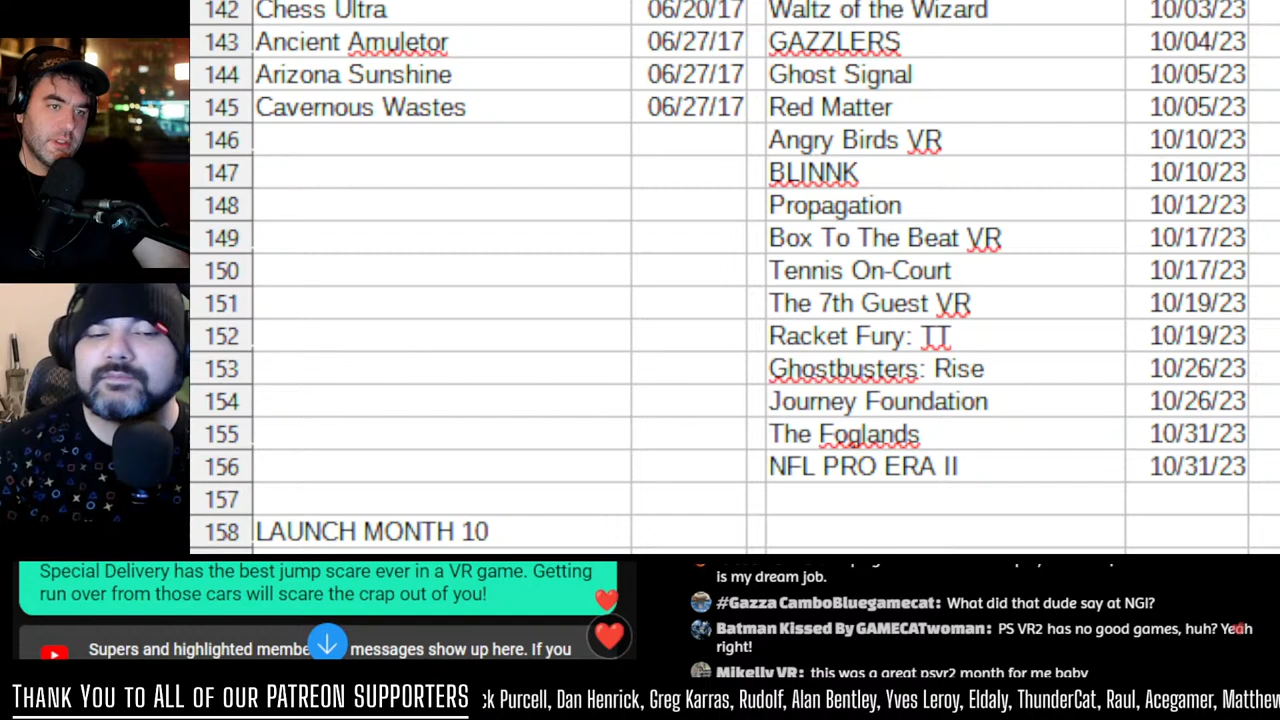 142 Chess Ultra 06/20/17 Waltz of the Wizard 10/03/23
143 Ancient Amuletor 06/27/17 GAZZLERS 10/04/23
144 Arizona Sunshine 06/27/17 Ghost Signal 10/05/23
145 Cavernous Wastes 06/27/17 Red Matter 10/05/23
146 Angry Birds VR 10/10/23
147 BLINNK 10/10/23
148 Propagation 10/12/23
149 Box To The Beat VR 10/17/23
150 Tennis On-Court 10/17/23
151 The 7th Guest VR 10/19/23
152 Racket Fury: TT 10/19/23
153 Ghostbusters: Rise 10/26/23
154 Journey Foundation 10/26/23
155 The Foglands 10/31/23
156 NFL PRO ERA II 10/31/23
157
158 LAUNCH MONTH 10
Special Delivery has the best jump scare ever in a VR game. Getting
run over from those cars will scare the crap out of you!
Supers and highlighted membe messages show up here. If you
is my dream job.
#Gazza CamboBluegamecat: What did that dude say at NGI?
Batman Kissed By GAMECATwoman: PS VR2 has no good games, huh? Yeah
right!
Mikelly VR: this was a great psvr2 month for me baby
THANK YOU TO ALL OF OUR PATREON SUPPORTERS
ck Purcell, Dan Henrick, Greg Karras, Rudolf, Alan Bentley, Yves Leroy, Eldaly, ThunderCat, Raul, Acegamer, Matthew